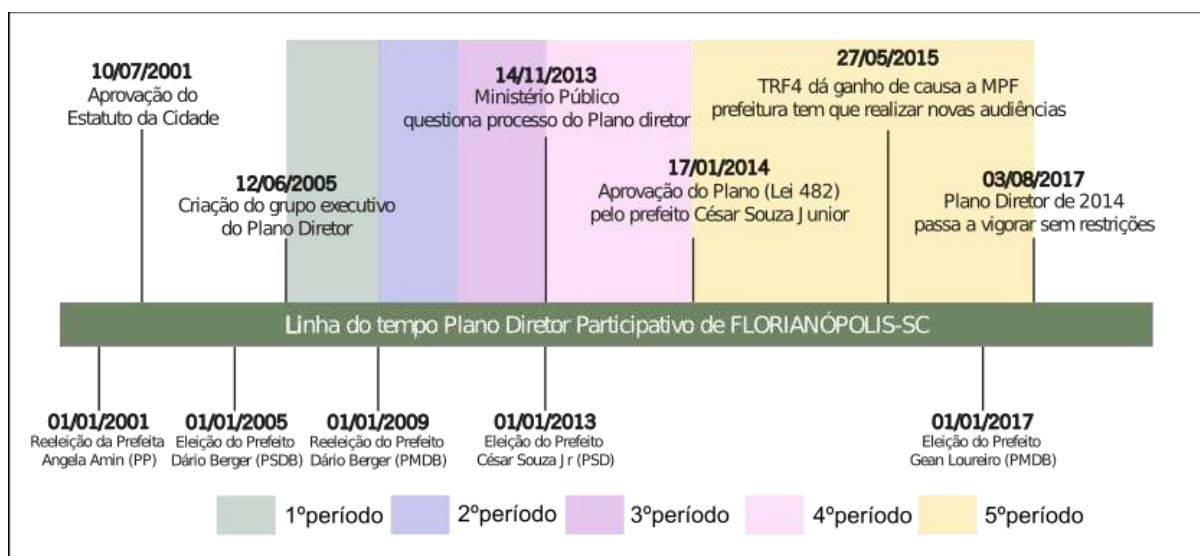 10/07/2001
Aprovação do
Estatuto da Cidade
12/06/2005
Criação do grupo executivo
do Plano Diretor
14/11/2013
Ministério Público
questiona processo do Plano diretor
17/01/2014
Aprovação do Plano (Lei 482)
pelo prefeito César Souza Junior
27/05/2015
TRF4 dá ganho de causa a MPF
prefeitura tem que realizar novas audiências
03/08/2017
Plano Diretor de 2014
passa a vigorar sem restrições
Linha do tempo Plano Diretor Participativo de FLORIANÓPOLIS-SC
01/01/2001
Reeleição da Prefeita
Angela Amin (PP)
01/01/2005
Eleição do Prefeito
Dário Berger (PSDB)
01/01/2009
Reeleição do Prefeito
Dário Berger (PMDB)
01/01/2013
Eleição do Prefeito
César Souza Jr (PSD)
01/01/2017
Eleição do Prefeito
Gean Loureiro (PMDB)
1ºperíodo
2ºperíodo
3ºperíodo
4ºperíodo
5ºperíodo